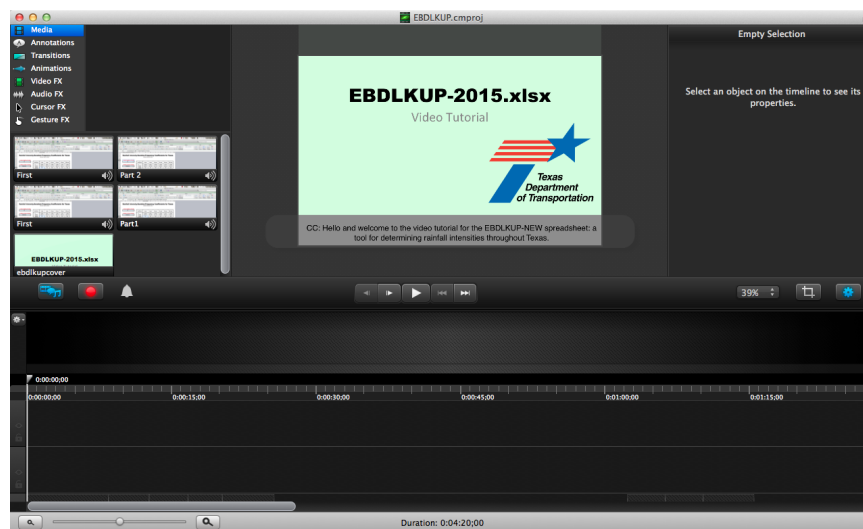 EBDLKUP.cmproj
Media
Annotations
Transitions
Animations
Video FX
Audio FX
Cursor FX
Gesture FX
First
Part 2
First
Part1
EBDLKUP-2015.xlsx
ebdlkupcover
EBDLKUP-2015.xlsx
Video Tutorial
Texas
Department
of Transportation
CC: Hello and welcome to the video tutorial for the EBDLKUP-NEW spreadsheet: a
tool for determining rainfall intensities throughout Texas.
Empty Selection
Select an object on the timeline to see its
properties.
39%
0:00:00;00
0:00:00;00 0:00:15;00 0:00:30;00 0:00:45;00 0:01:00;00 0:01:15;00
Duration: 0:04:20;00